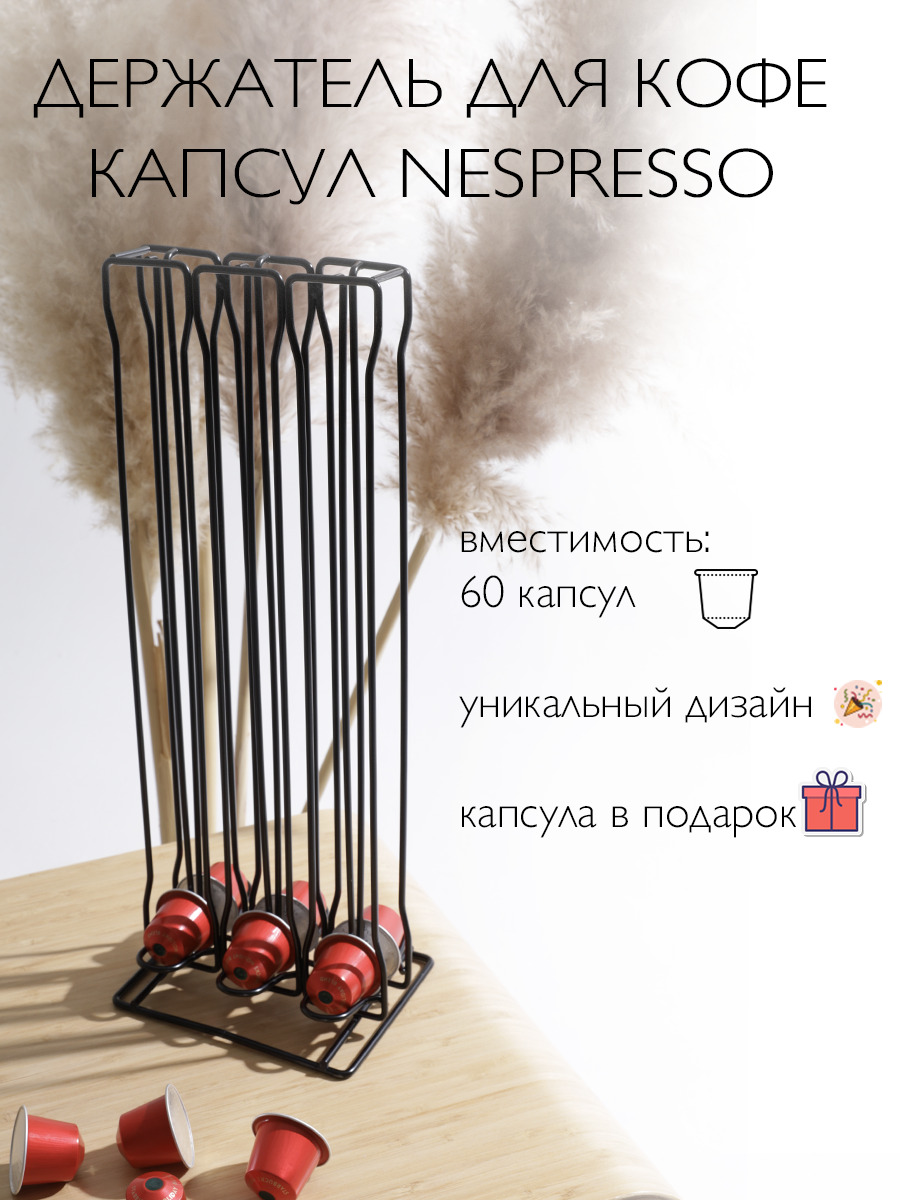 ДЕРЖАТЕЛЬ ДЛЯ КОФЕ
КАПСУЛ NESPRESSO
вместимость:
60 капсул
уникальный дизайн
капсула в подарок